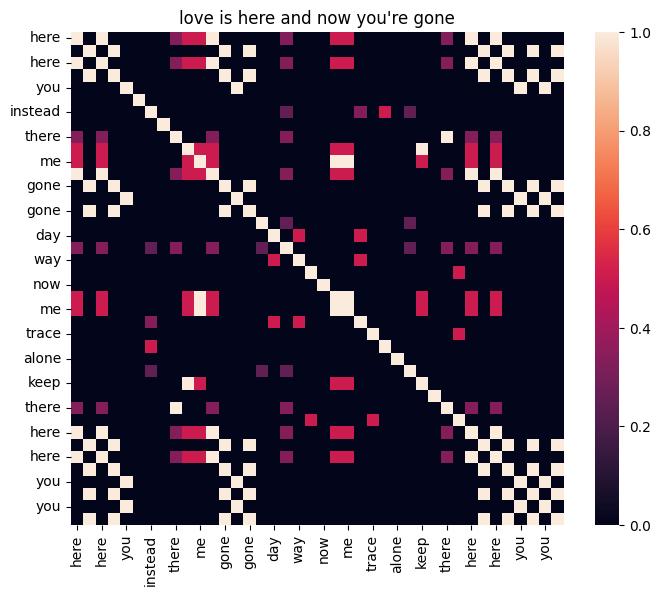 love is here and now you're gone
here
here
you
instead
there
me
gone
gone
day
way
now
me
trace
alone
keep
there
here
here
you
you
here
here
you
instead
there
me
gone
gone
day
way
now
me
trace
alone
keep
there
here
here
you
you
1.0
0.8
0.6
0.4
0.2
0.0